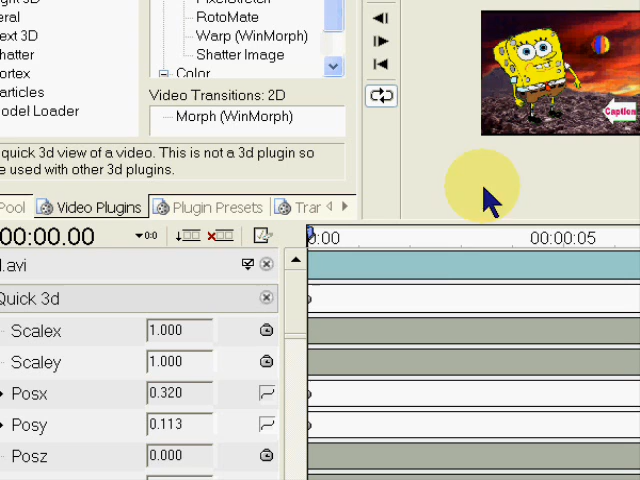 PixelStretch
RotoMate
Warp (WinMorph)
Shatter Image
Color
eral
ext 3D
hatter
ortex
articles
odel Loader
Video Transitions: 2D
Morph (WinMorph)
quick 3d view of a video. This is not a 3d plugin so
e used with other 3d plugins.
Pool
Video Plugins
Plugin Presets
Tran
Caption
00:00.00
0:00
00:00:05
.avi
Quick 3d
Scalex 1.000
Scaley 1.000
Posx 0.320
Posy 0.113
Posz 0.000